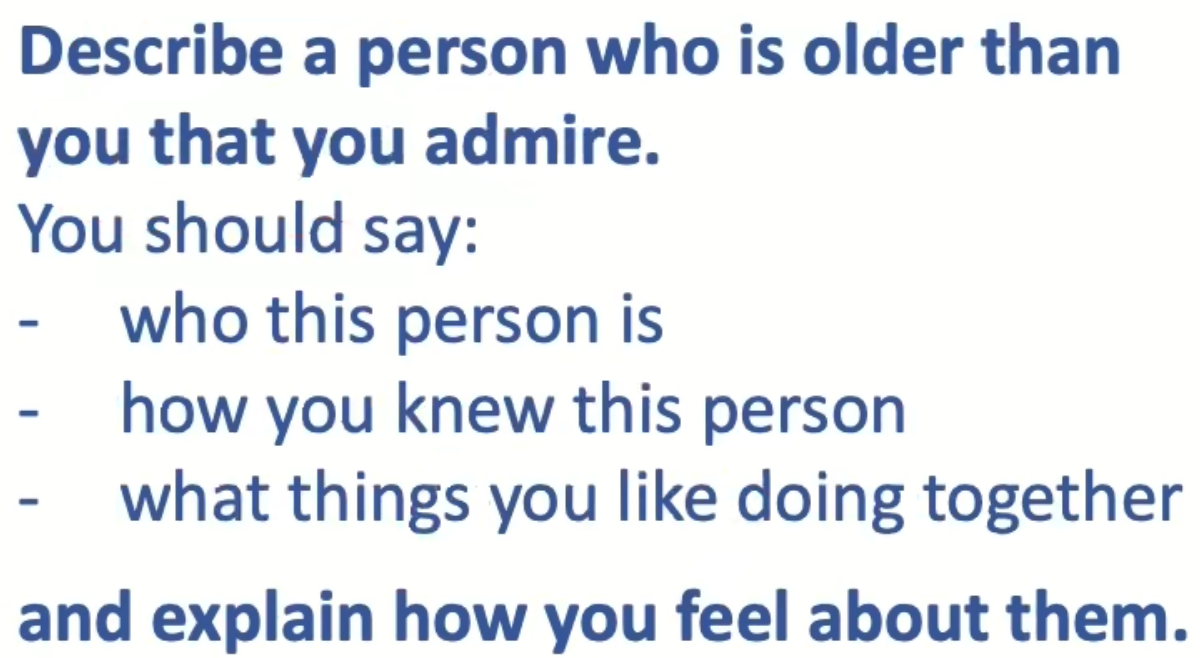 Describe a person who is older than
you that you admire.
You should say:
- who this person is
- how you knew this person
- what things you like doing together
and explain how you feel about them.